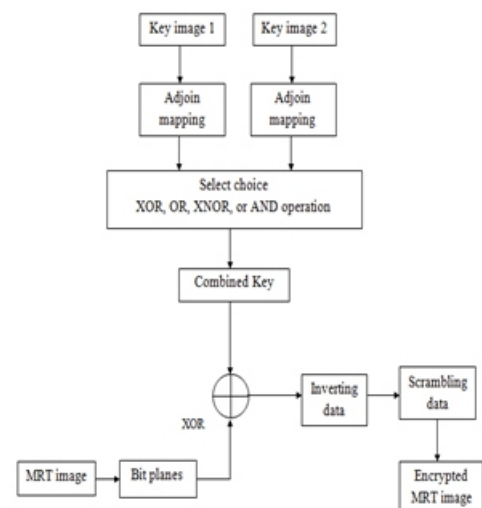 Key image 1
Key image 2
Adjoin
mapping
Adjoin
mapping
Select choice
XOR, OR, XNOR, or AND operation
Combined Key
XOR
Inverting
data
Scrambling
data
MRT image
Bit planes
Encrypted
MRT image